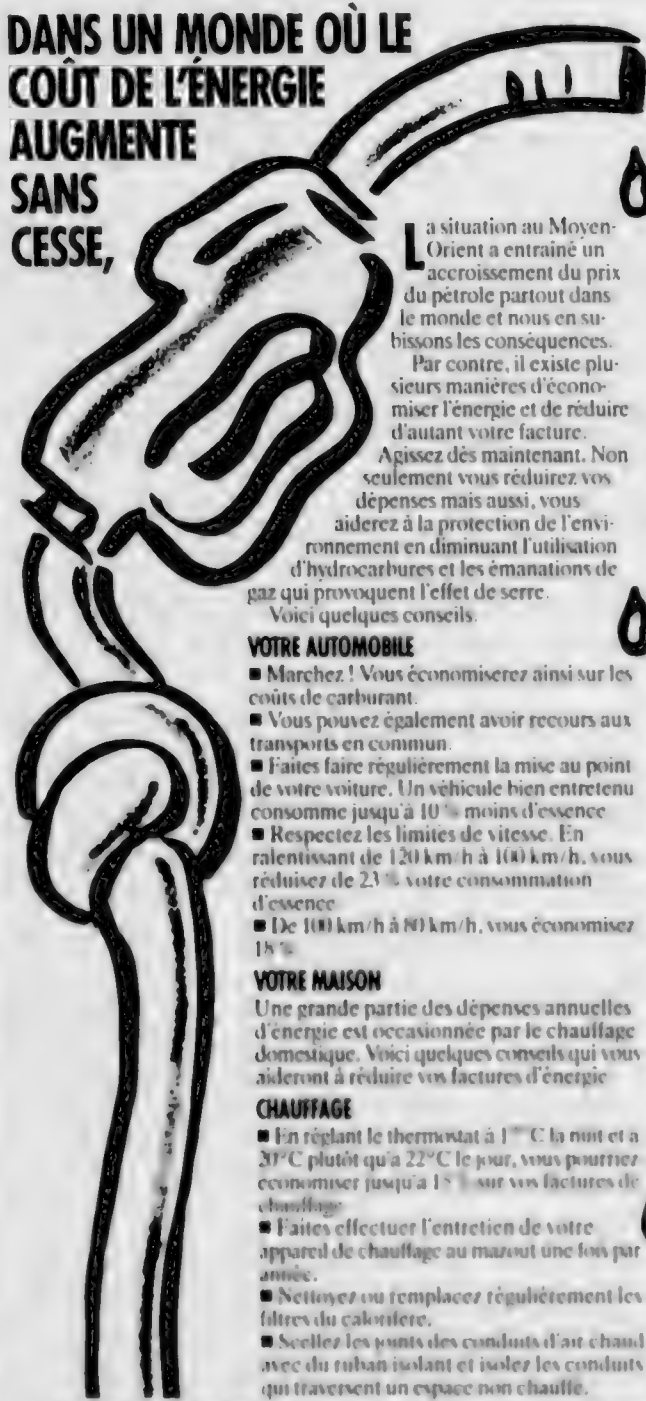 DANS UN MONDE OÙ LE
COÛT DE L'ÉNERGIE
AUGMENTE
SANS
CESSE,
La situation au Moyen-
Orient a entraîné un
accroissement du prix
du pétrole partout dans
le monde et nous en su-
bissons les conséquences.
Par contre, il existe plu-
sieurs manières d'écono-
miser l'énergie et de réduire
d'autant votre facture.
Agissez dès maintenant. Non
seulement vous réduirez vos
dépenses mais aussi, vous
aiderez à la protection de l'envi-
ronnement en diminuant l'utilisation
d'hydrocarbures et les émanations de
gaz qui provoquent l'effet de serre.
Voici quelques conseils.
VOTRE AUTOMOBILE
■ Marchez ! Vous économiserez ainsi sur les
coûts de carburant.
■ Vous pouvez également avoir recours aux
transports en commun.
■ Faites faire régulièrement la mise au point
de votre voiture. Un véhicule bien entretenu
consomme jusqu'à 10 % moins d'essence
■ Respectez les limites de vitesse. En
ralentissant de 120 km/h à 100 km/h, vous
réduisez de 23 % votre consommation
d'essence
■ De 100 km/h à 80 km/h, vous économisez
18 %
VOTRE MAISON
Une grande partie des dépenses annuelles
d'énergie est occasionnée par le chauffage
domestique. Voici quelques conseils qui vous
aideront à réduire vos factures d'énergie
CHAUFFAGE
■ En réglant le thermostat à C la nuit et à
20°C plutôt qu'à 22°C le jour, vous pourriez
économiser jusqu'à sur vos factures de
chauffage
■ Faites effectuer l'entretien de votre
appareil de chauffage au mazout une fois par
année.
■ Nettoyez ou remplacez régulièrement les
filtres du calorifère.
■ Scellez les joints des conduits d'air chaud
avec du ruban isolant et isolez les conduits
qui traversent un espace non chauffé.